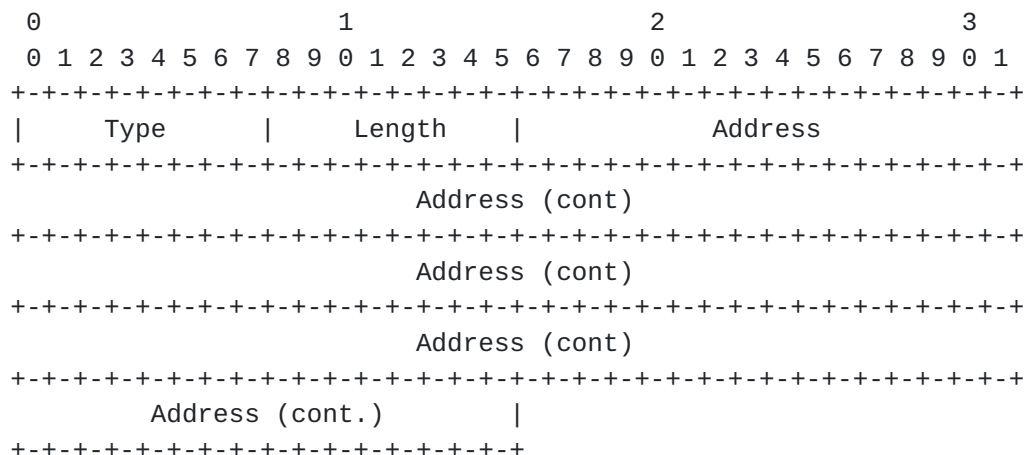 0                   1                   2                   3
 0 1 2 3 4 5 6 7 8 9 0 1 2 3 4 5 6 7 8 9 0 1 2 3 4 5 6 7 8 9 0 1
+-+-+-+-+-+-+-+-+-+-+-+-+-+-+-+-+-+-+-+-+-+-+-+-+-+-+-+-+-+-+-+-+
|     Type      |     Length    |            Address
+-+-+-+-+-+-+-+-+-+-+-+-+-+-+-+-+-+-+-+-+-+-+-+-+-+-+-+-+-+-+-+-+
                          Address (cont)
+-+-+-+-+-+-+-+-+-+-+-+-+-+-+-+-+-+-+-+-+-+-+-+-+-+-+-+-+-+-+-+-+
                          Address (cont)
+-+-+-+-+-+-+-+-+-+-+-+-+-+-+-+-+-+-+-+-+-+-+-+-+-+-+-+-+-+-+-+-+
                          Address (cont)
+-+-+-+-+-+-+-+-+-+-+-+-+-+-+-+-+-+-+-+-+-+-+-+-+-+-+-+-+-+-+-+-+
         Address (cont.)        |
+-+-+-+-+-+-+-+-+-+-+-+-+-+-+-+-+